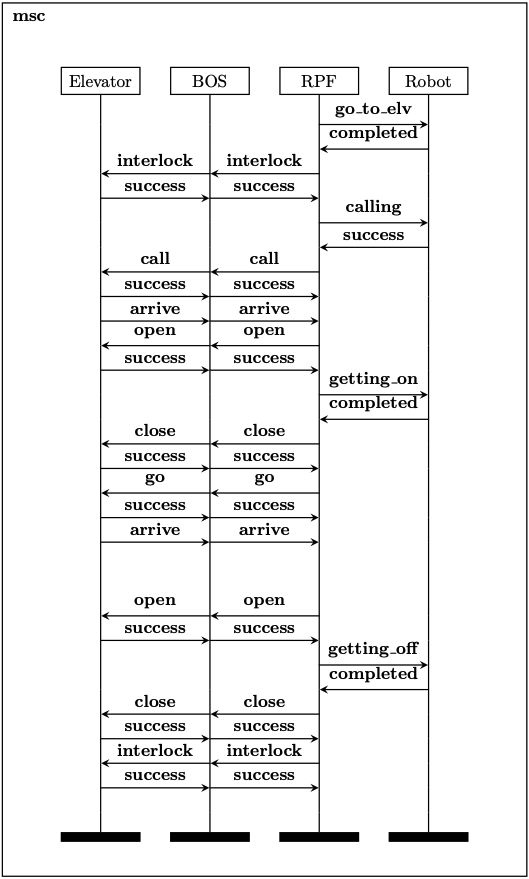 msc
Elevator BOS RPF Robot
go_to_elv
completed
interlock interlock
success success
calling
success
call call
success success
arrive arrive
open open
success success
getting_on
completed
close close
success success
go go
success success
arrive arrive
open open
success success
getting_off
completed
close close
success success
interlock interlock
success success